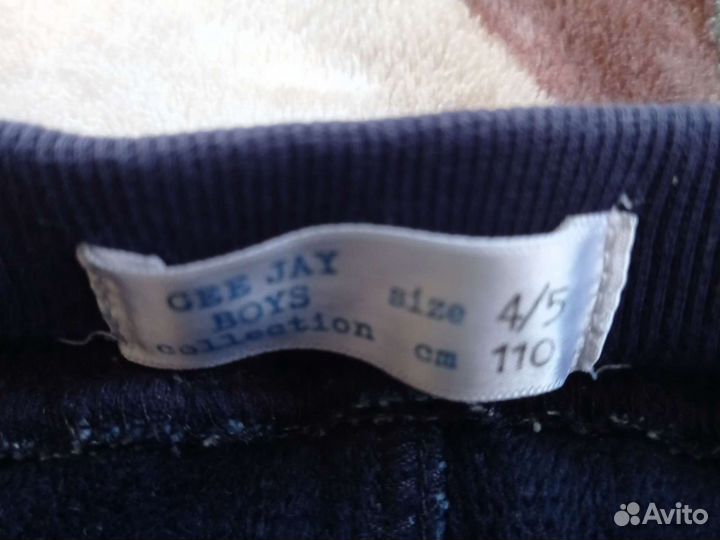 GEE JAY
BOYS
collection
size 4/5
cm 110
Avito